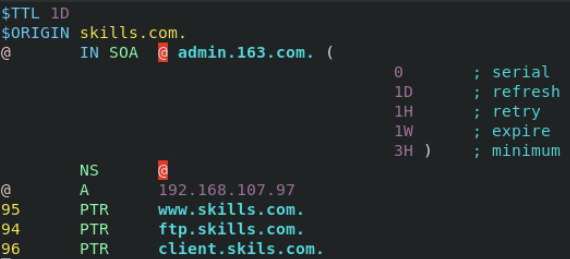 $TTL 1D
$ORIGIN skills.com.
@ IN SOA @ admin.163.com. (
0 ; serial
1D ; refresh
1H ; retry
1W ; expire
3H ) ; minimum
NS @
@ A 192.168.107.97
95 PTR www.skills.com.
94 PTR ftp.skills.com.
96 PTR client.skils.com.